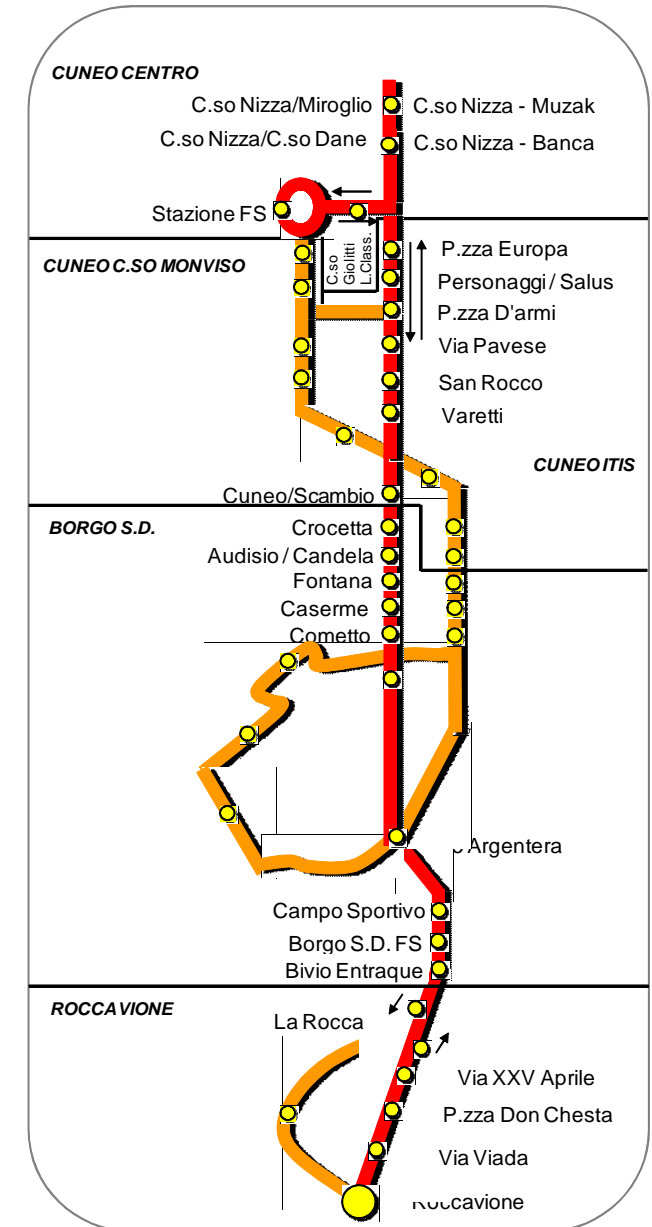 CUNEO CENTRO
C.so Nizza/Miroglio
C.so Nizza - Muzak
C.so Nizza/C.so Dane
C.so Nizza - Banca
Stazione FS
CUNEO C.SO MONVISO
C.so
Giolitti
L.Class.
P.zza Europa
Personaggi / Salus
P.zza D'armi
Via Pavese
San Rocco
Varetti
CUNEO ITIS
Cuneo/Scambio
BORGO S.D.
Crocetta
Audisio / Candela
Fontana
Caserme
Cometto
Argentera
Campo Sportivo
Borgo S.D. FS
Bivio Entraque
ROCCAVIONE
La Rocca
Via XXV Aprile
P.zza Don Chesta
Via Viada
Roccavione